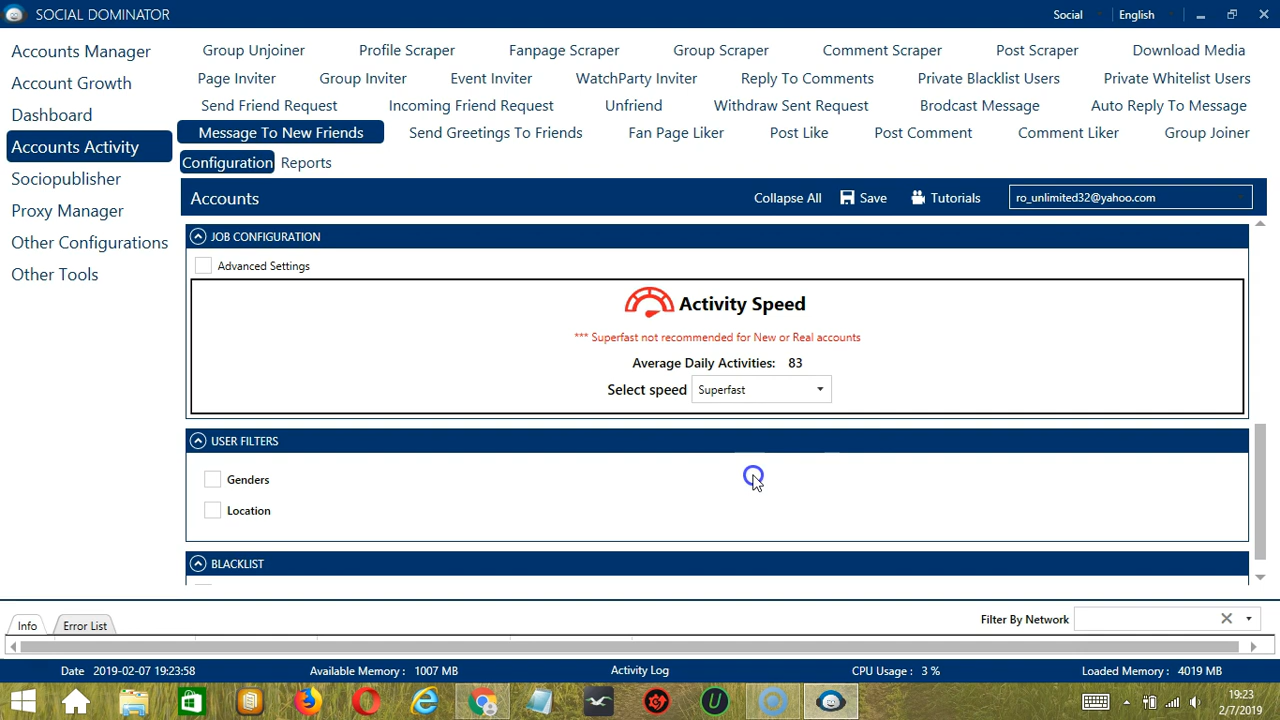 SOCIAL DOMINATOR
Social
English
Accounts Manager
Account Growth
Dashboard
Accounts Activity
Sociopublisher
Proxy Manager
Other Configurations
Other Tools
Group Unjoiner Profile Scraper Fanpage Scraper Group Scraper Comment Scraper Post Scraper Download Media
Page Inviter Group Inviter Event Inviter WatchParty Inviter Reply To Comments Private Blacklist Users Private Whitelist Users
Send Friend Request Incoming Friend Request Unfriend Withdraw Sent Request Brodcast Message Auto Reply To Message
Message To New Friends Send Greetings To Friends Fan Page Liker Post Like Post Comment Comment Liker Group Joiner
Configuration Reports
Accounts Collapse All Save Tutorials ro_unlimited32@yahoo.com
JOB CONFIGURATION
Advanced Settings
Activity Speed
*** Superfast not recommended for New or Real accounts
Average Daily Activities: 83
Select speed Superfast
USER FILTERS
Genders
Location
BLACKLIST
Info Error List Filter By Network
Date 2019-02-07 19:23:58 Available Memory : 1007 MB Activity Log CPU Usage : 3 % Loaded Memory : 4019 MB
19:23
2/7/2019